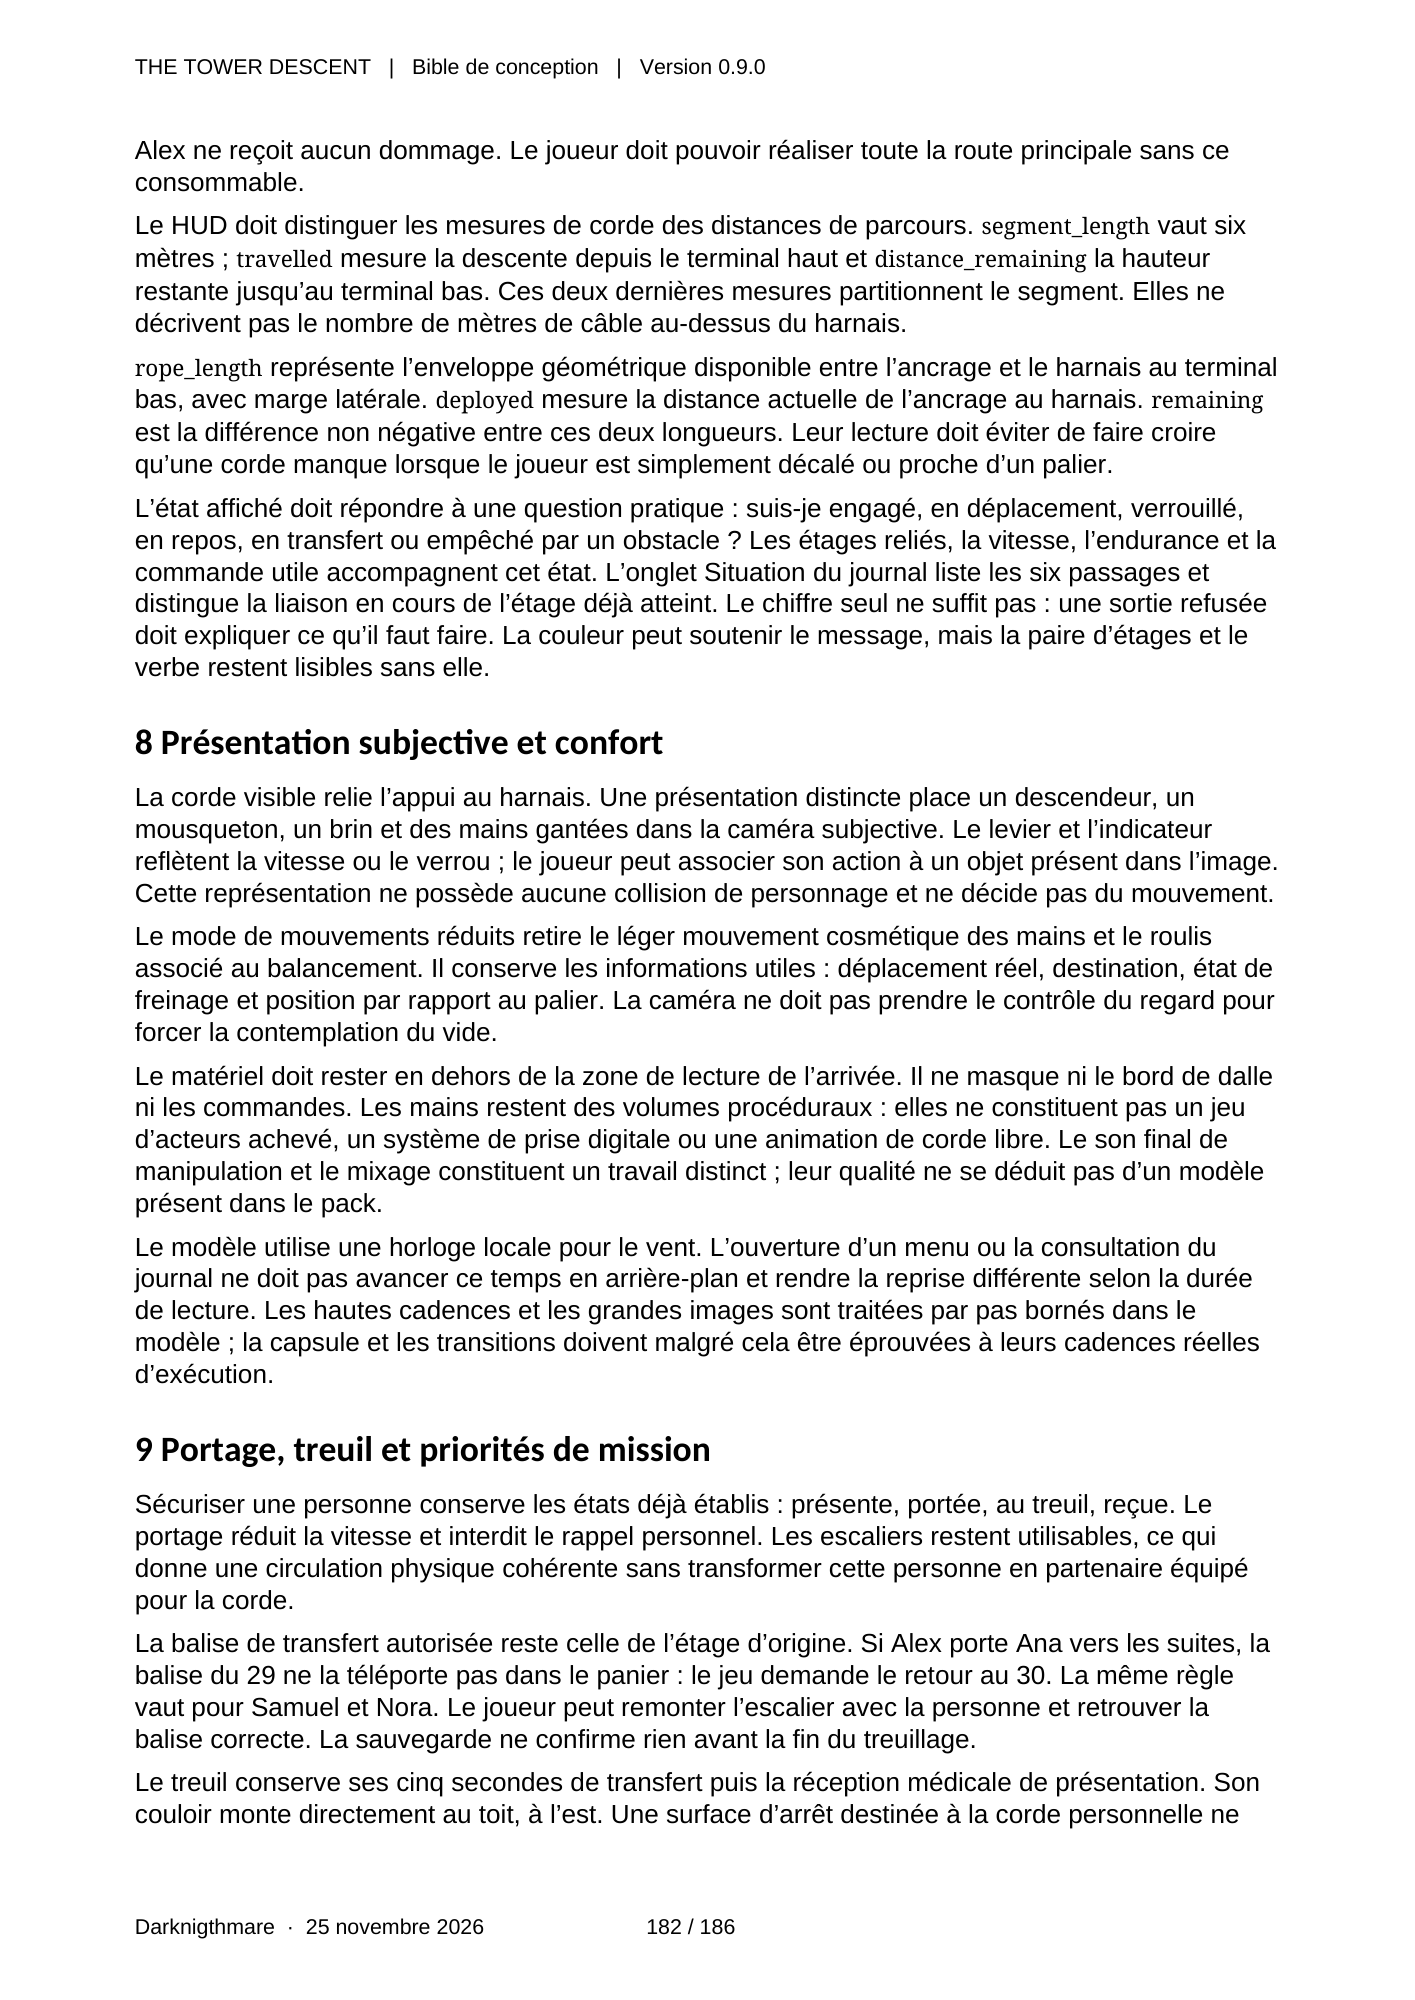 THE TOWER DESCENT | Bible de conception | Version 0.9.0
Alex ne reçoit aucun dommage. Le joueur doit pouvoir réaliser toute la route principale sans ce
consommable.
Le HUD doit distinguer les mesures de corde des distances de parcours. segment_length vaut six
mètres ; travelled mesure la descente depuis le terminal haut et distance_remaining la hauteur
restante jusqu’au terminal bas. Ces deux dernières mesures partitionnent le segment. Elles ne
décrivent pas le nombre de mètres de câble au-dessus du harnais.
rope_length représente l’enveloppe géométrique disponible entre l’ancrage et le harnais au terminal
bas, avec marge latérale. deployed mesure la distance actuelle de l’ancrage au harnais. remaining
est la différence non négative entre ces deux longueurs. Leur lecture doit éviter de faire croire
qu’une corde manque lorsque le joueur est simplement décalé ou proche d’un palier.
L’état affiché doit répondre à une question pratique : suis-je engagé, en déplacement, verrouillé,
en repos, en transfert ou empêché par un obstacle ? Les étages reliés, la vitesse, l’endurance et la
commande utile accompagnent cet état. L’onglet Situation du journal liste les six passages et
distingue la liaison en cours de l’étage déjà atteint. Le chiffre seul ne suffit pas : une sortie refusée
doit expliquer ce qu’il faut faire. La couleur peut soutenir le message, mais la paire d’étages et le
verbe restent lisibles sans elle.
8 Présentation subjective et confort
La corde visible relie l’appui au harnais. Une présentation distincte place un descendeur, un
mousqueton, un brin et des mains gantées dans la caméra subjective. Le levier et l’indicateur
reflètent la vitesse ou le verrou ; le joueur peut associer son action à un objet présent dans l’image.
Cette représentation ne possède aucune collision de personnage et ne décide pas du mouvement.
Le mode de mouvements réduits retire le léger mouvement cosmétique des mains et le roulis
associé au balancement. Il conserve les informations utiles : déplacement réel, destination, état de
freinage et position par rapport au palier. La caméra ne doit pas prendre le contrôle du regard pour
forcer la contemplation du vide.
Le matériel doit rester en dehors de la zone de lecture de l’arrivée. Il ne masque ni le bord de dalle
ni les commandes. Les mains restent des volumes procéduraux : elles ne constituent pas un jeu
d’acteurs achevé, un système de prise digitale ou une animation de corde libre. Le son final de
manipulation et le mixage constituent un travail distinct ; leur qualité ne se déduit pas d’un modèle
présent dans le pack.
Le modèle utilise une horloge locale pour le vent. L’ouverture d’un menu ou la consultation du
journal ne doit pas avancer ce temps en arrière-plan et rendre la reprise différente selon la durée
de lecture. Les hautes cadences et les grandes images sont traitées par pas bornés dans le
modèle ; la capsule et les transitions doivent malgré cela être éprouvées à leurs cadences réelles
d’exécution.
9 Portage, treuil et priorités de mission
Sécuriser une personne conserve les états déjà établis : présente, portée, au treuil, reçue. Le
portage réduit la vitesse et interdit le rappel personnel. Les escaliers restent utilisables, ce qui
donne une circulation physique cohérente sans transformer cette personne en partenaire équipé
pour la corde.
La balise de transfert autorisée reste celle de l’étage d’origine. Si Alex porte Ana vers les suites, la
balise du 29 ne la téléporte pas dans le panier : le jeu demande le retour au 30. La même règle
vaut pour Samuel et Nora. Le joueur peut remonter l’escalier avec la personne et retrouver la
balise correcte. La sauvegarde ne confirme rien avant la fin du treuillage.
Le treuil conserve ses cinq secondes de transfert puis la réception médicale de présentation. Son
couloir monte directement au toit, à l’est. Une surface d’arrêt destinée à la corde personnelle ne
Darknigthmare · 25 novembre 2026 182 / 186